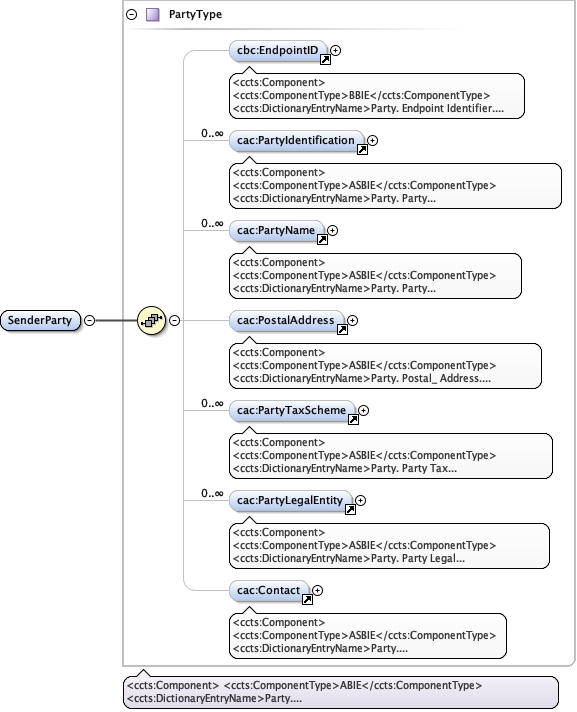 PartyType
cbc:EndpointID
<ccts:Component>
<ccts:ComponentType>BBIE</ccts:ComponentType>
<ccts:DictionaryEntryName>Party. Endpoint Identifier....
0..∞
cac:PartyIdentification
<ccts:Component>
<ccts:ComponentType>ASBIE</ccts:ComponentType>
<ccts:DictionaryEntryName>Party. Party...
0..∞
cac:PartyName
<ccts:Component>
<ccts:ComponentType>ASBIE</ccts:ComponentType>
<ccts:DictionaryEntryName>Party. Party...
SenderParty
cac:PostalAddress
<ccts:Component>
<ccts:ComponentType>ASBIE</ccts:ComponentType>
<ccts:DictionaryEntryName>Party. Postal_ Address....
0..∞
cac:PartyTaxScheme
<ccts:Component>
<ccts:ComponentType>ASBIE</ccts:ComponentType>
<ccts:DictionaryEntryName>Party. Party Tax...
0..∞
cac:PartyLegalEntity
<ccts:Component>
<ccts:ComponentType>ASBIE</ccts:ComponentType>
<ccts:DictionaryEntryName>Party. Party Legal...
cac:Contact
<ccts:Component>
<ccts:ComponentType>ASBIE</ccts:ComponentType>
<ccts:DictionaryEntryName>Party....
<ccts:Component> <ccts:ComponentType>ABIE</ccts:ComponentType>
<ccts:DictionaryEntryName>Party....